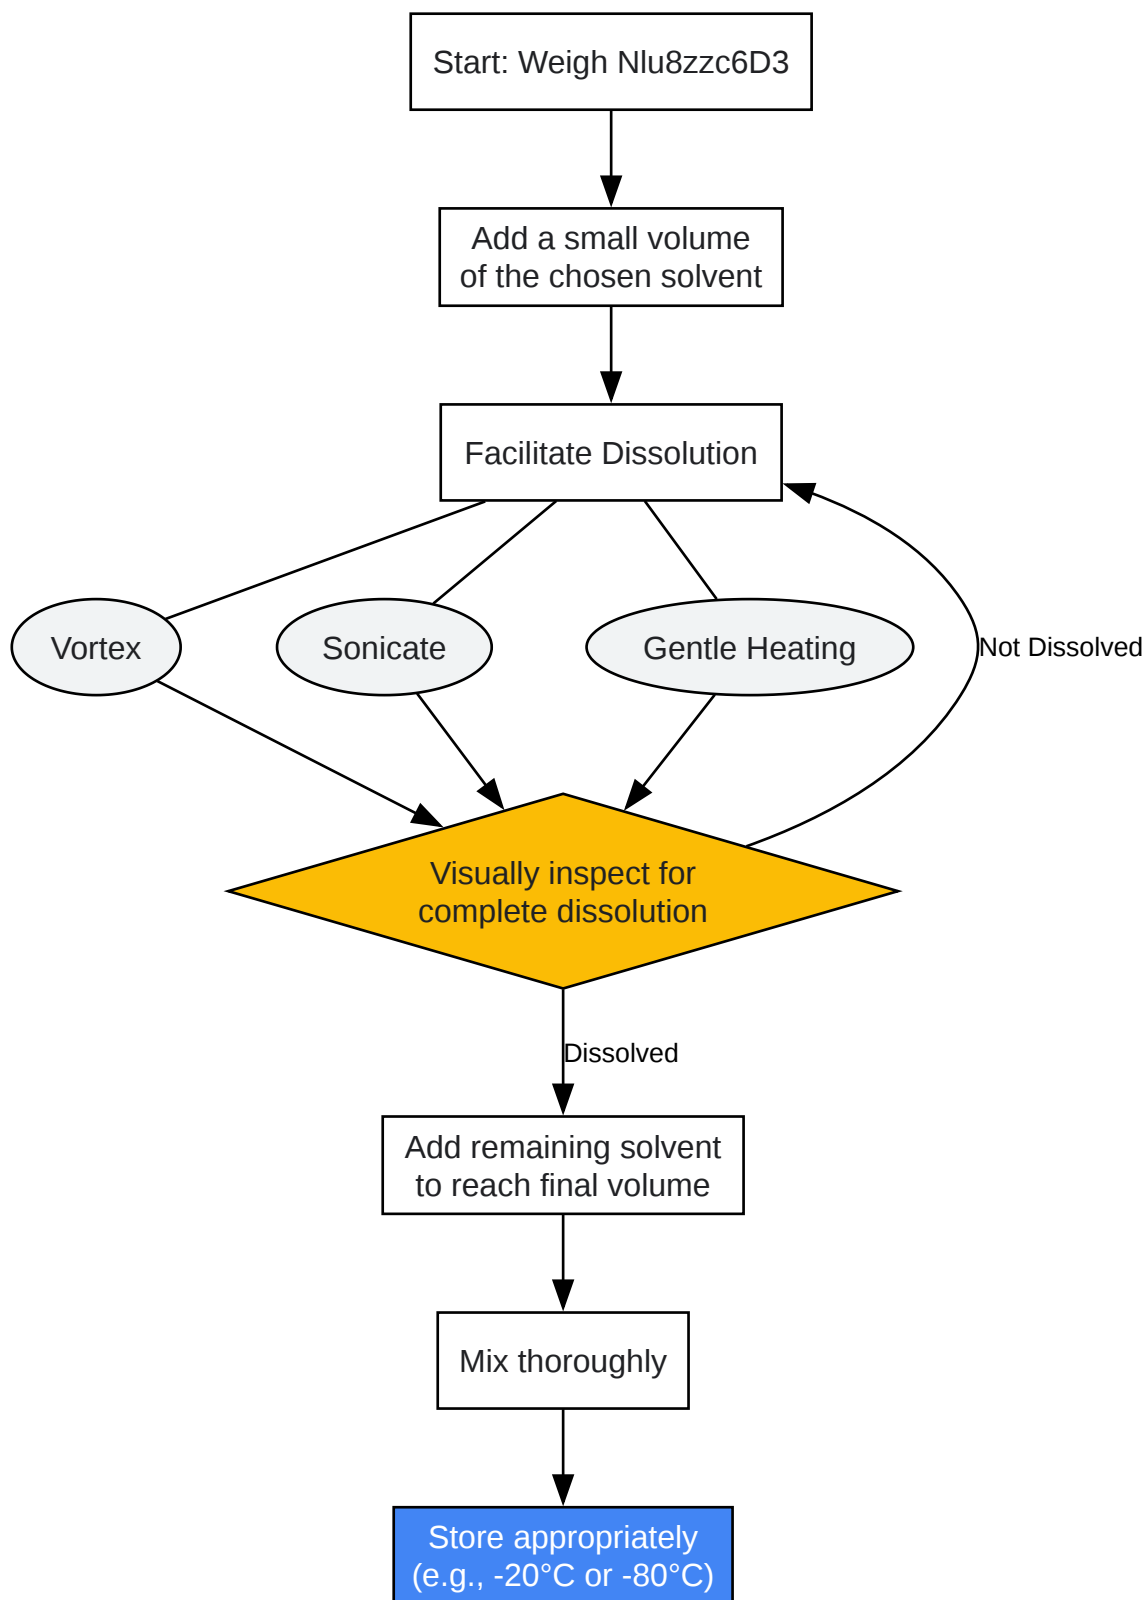 Start: Weigh Nlu8zzc6D3
Add a small volume
of the chosen solvent
Facilitate Dissolution
Vortex
Sonicate
Gentle Heating
Not Dissolved
Visually inspect for
complete dissolution
Dissolved
Add remaining solvent
to reach final volume
Mix thoroughly
Store appropriately
(e.g., -20°C or -80°C)